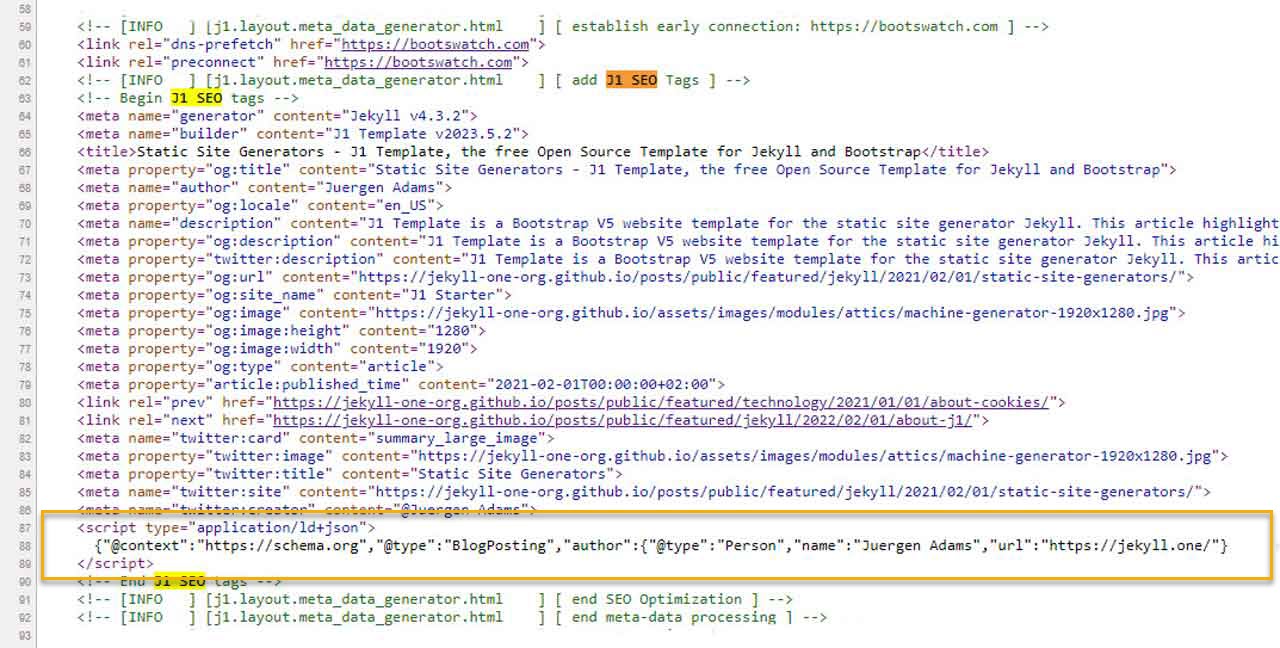 58
59 <!-- [INFO   ] [j1.layout.meta_data_generator.html    ] [ establish early connection: https://bootswatch.com ] -->
60 <link rel="dns-prefetch" href="https://bootswatch.com">
61 <link rel="preconnect" href="https://bootswatch.com">
62 <!-- [INFO   ] [j1.layout.meta_data_generator.html    ] [ add J1 SEO Tags ] -->
63 <!-- Begin J1 SEO tags -->
64 <meta name="generator" content="Jekyll v4.3.2">
65 <meta name="builder" content="J1 Template v2023.5.2">
66 <title>Static Site Generators - J1 Template, the free Open Source Template for Jekyll and Bootstrap</title>
67 <meta property="og:title" content="Static Site Generators - J1 Template, the free Open Source Template for Jekyll and Bootstrap">
68 <meta name="author" content="Juergen Adams">
69 <meta property="og:locale" content="en_US">
70 <meta name="description" content="J1 Template is a Bootstrap V5 website template for the static site generator Jekyll. This article highlight
71 <meta property="og:description" content="J1 Template is a Bootstrap V5 website template for the static site generator Jekyll. This article hi
72 <meta property="twitter:description" content="J1 Template is a Bootstrap V5 website template for the static site generator Jekyll. This artic
73 <meta property="og:url" content="https://jekyll-one-org.github.io/posts/public/featured/jekyll/2021/02/01/static-site-generators/">
74 <meta property="og:site_name" content="J1 Starter">
75 <meta property="og:image" content="https://jekyll-one-org.github.io/assets/images/modules/attics/machine-generator-1920x1280.jpg">
76 <meta property="og:image:height" content="1280">
77 <meta property="og:image:width" content="1920">
78 <meta property="og:type" content="article">
79 <meta property="article:published_time" content="2021-02-01T00:00:00+02:00">
80 <link rel="prev" href="https://jekyll-one-org.github.io/posts/public/featured/technology/2021/01/01/about-cookies/">
81 <link rel="next" href="https://jekyll-one-org.github.io/posts/public/featured/jekyll/2022/02/01/about-j1/">
82 <meta name="twitter:card" content="summary_large_image">
83 <meta property="twitter:image" content="https://jekyll-one-org.github.io/assets/images/modules/attics/machine-generator-1920x1280.jpg">
84 <meta property="twitter:title" content="Static Site Generators">
85 <meta name="twitter:site" content="https://jekyll-one-org.github.io/posts/public/featured/jekyll/2021/02/01/static-site-generators/">
86 <meta name="twitter:creator" content="@Juergen Adams">
87 <script type="application/ld+json">
88 {"@context":"https://schema.org","@type":"BlogPosting","author":{"@type":"Person","name":"Juergen Adams","url":"https://jekyll.one/"}
89 </script>
90 <!-- End J1 SEO tags -->
91 <!-- [INFO   ] [j1.layout.meta_data_generator.html    ] [ end SEO Optimization ] -->
92 <!-- [INFO   ] [j1.layout.meta_data_generator.html    ] [ end meta-data processing ] -->
93